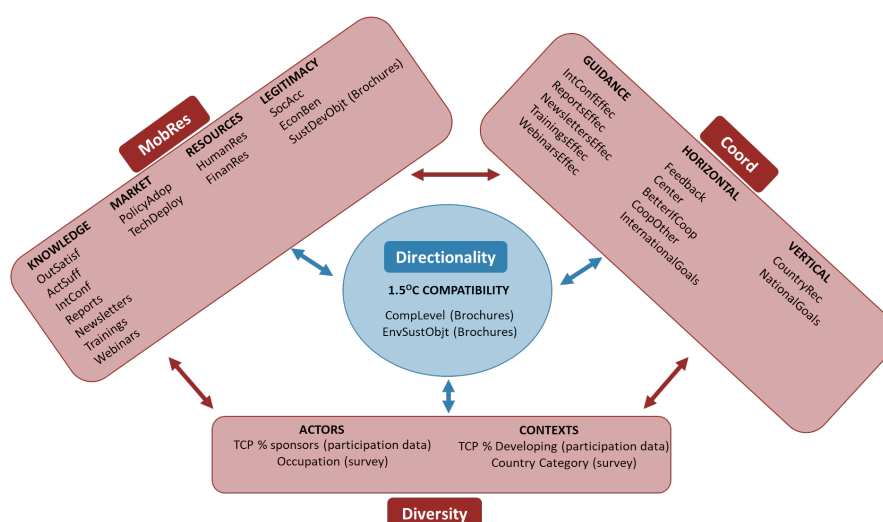 MobRes
KNOWLEDGE
OutSatisf
ActSuff
IntConf
Reports
Newsletters
Trainings
Webinars
MARKET
PolicyAdop
TechDeploy
RESOURCES
HumanRes
FinanRes
LEGITIMACY
SocAcc
EconBen
SustDevObjt (Brochures)
Coord
GUIDANCE
IntConfEffec
ReportsEffec
NewslettersEffec
TrainingsEffec
WebinarsEffec
HORIZONTAL
Feedback
Center
BetterIfCoop
CoopOther
InternationalGoals
VERTICAL
CountryRec
NationalGoals
Directionality
1.5ᴼC COMPATIBILITY
CompLevel (Brochures)
EnvSustObjt (Brochures)
ACTORS
TCP % sponsors (participation data)
Occupation (survey)
CONTEXTS
TCP % Developing (participation data)
Country Category (survey)
Diversity